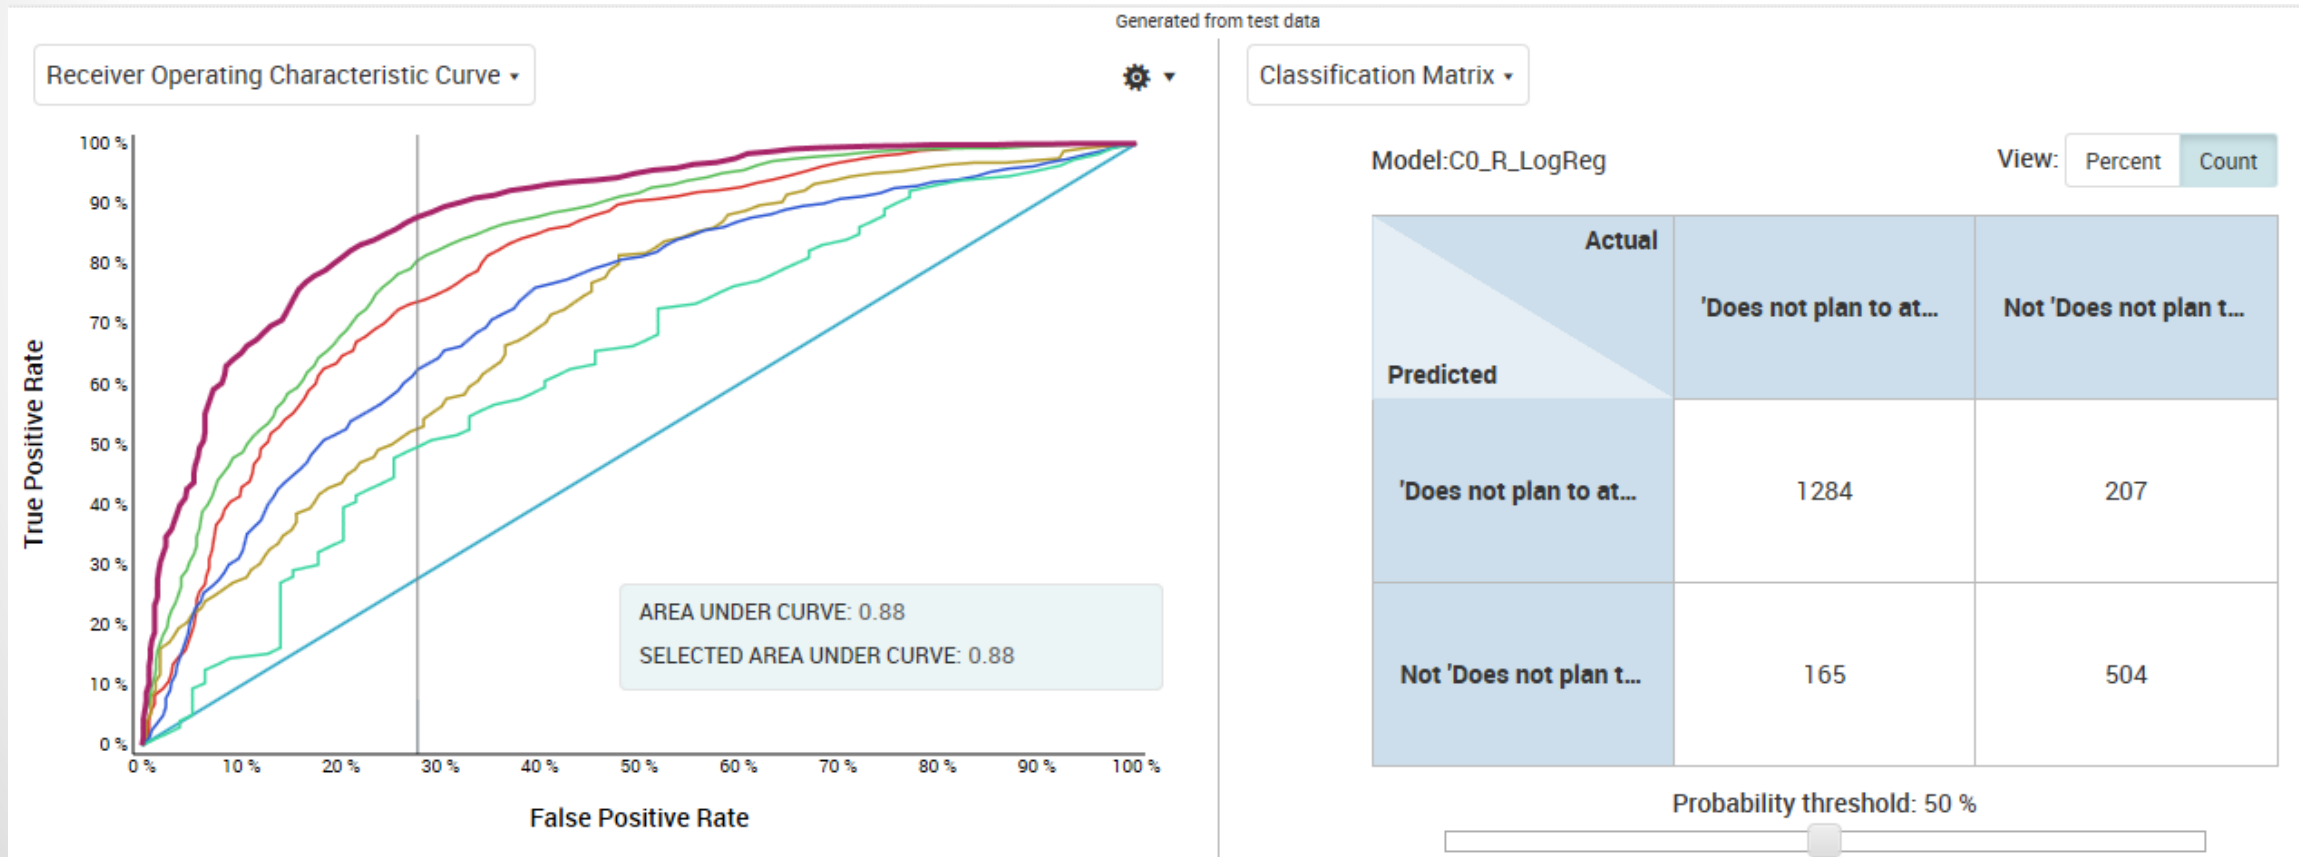 Generated from test data
Receiver Operating Characteristic Curve
Classification Matrix
Model:C0_R_LogReg
View: Percent Count
Actual
Predicted
'Does not plan to at...
Not 'Does not plan t...
'Does not plan to at...
1284
207
Not 'Does not plan t...
165
504
Probability threshold: 50 %
True Positive Rate
100 %
90 %
80 %
70 %
60 %
50 %
40 %
30 %
20 %
10 %
0 %
0 % 10 % 20 % 30 % 40 % 50 % 60 % 70 % 80 % 90 % 100 %
False Positive Rate
AREA UNDER CURVE: 0.88
SELECTED AREA UNDER CURVE: 0.88